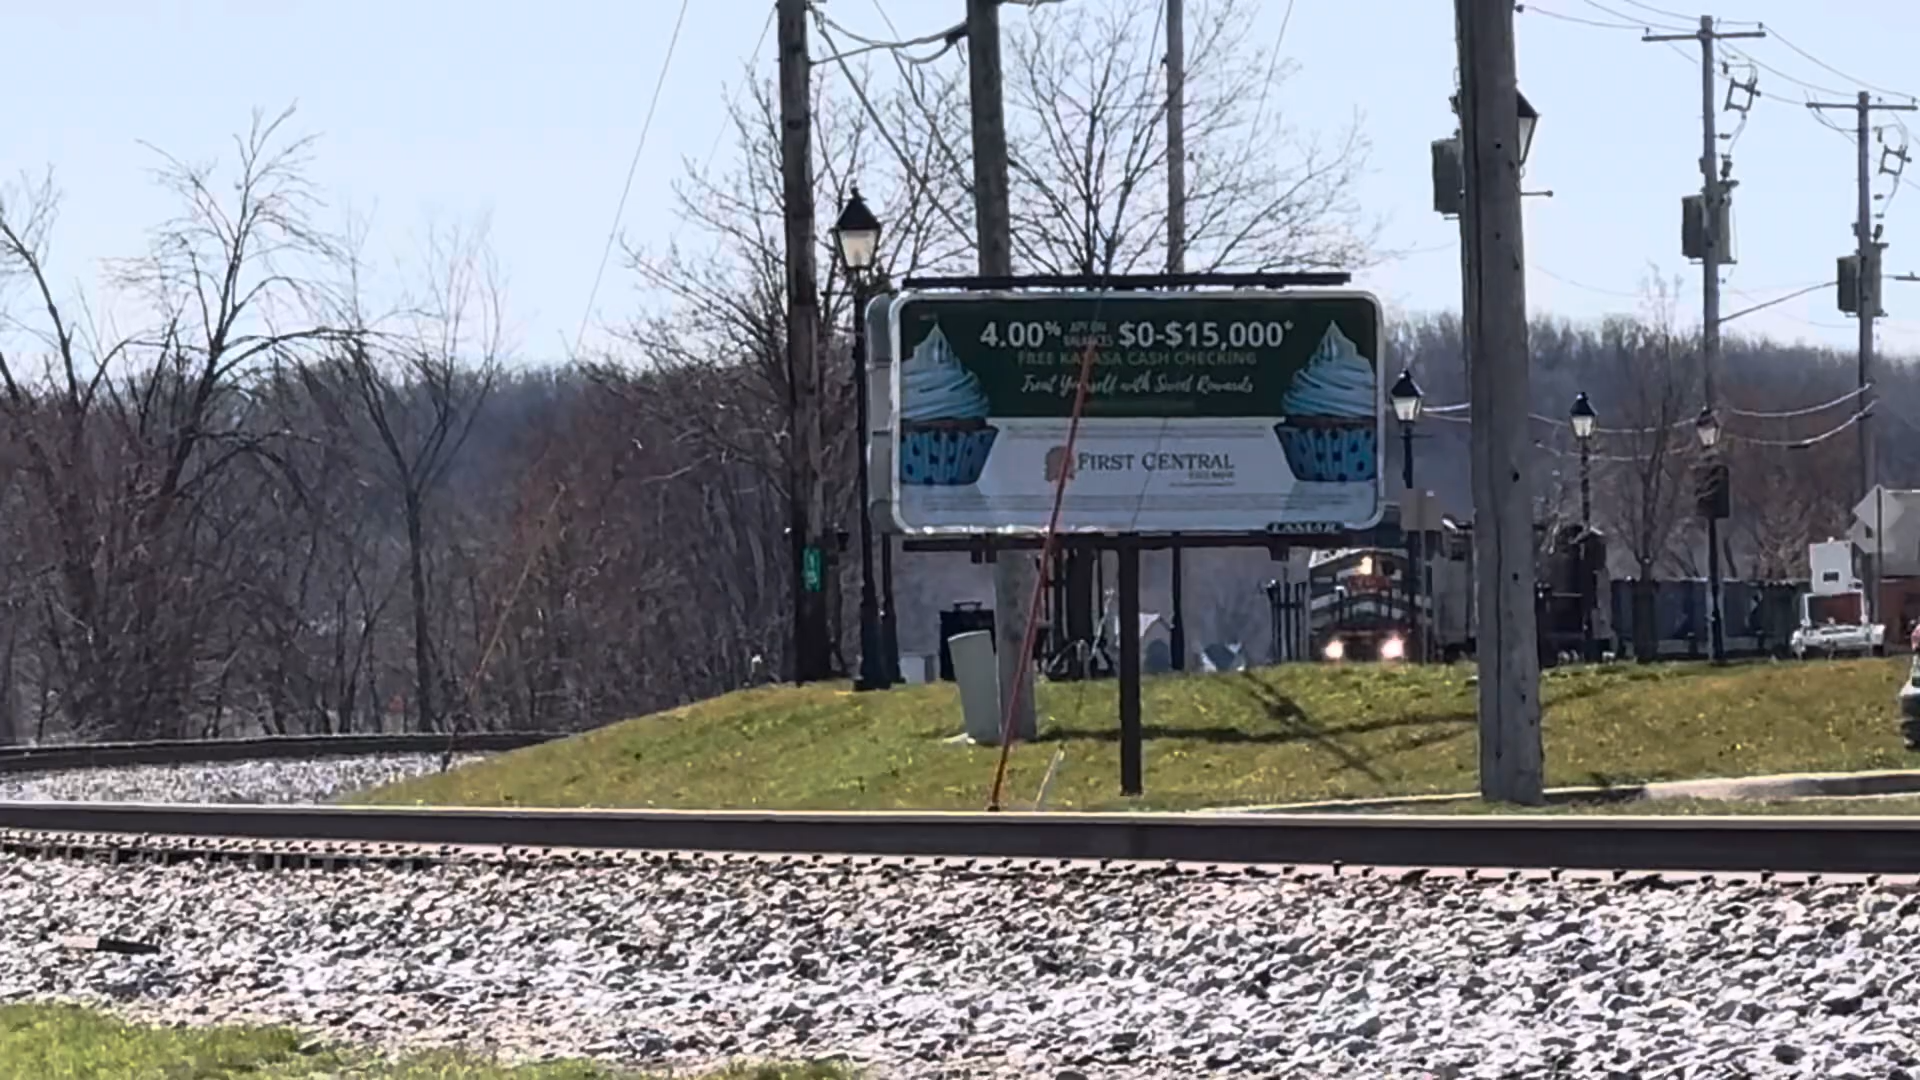 4.00% APY ON BALANCES $0-$15,000*
FREE KASASA CASH CHECKING
Treat Yourself with Sweet Rewards
FIRST CENTRAL
LAMAR